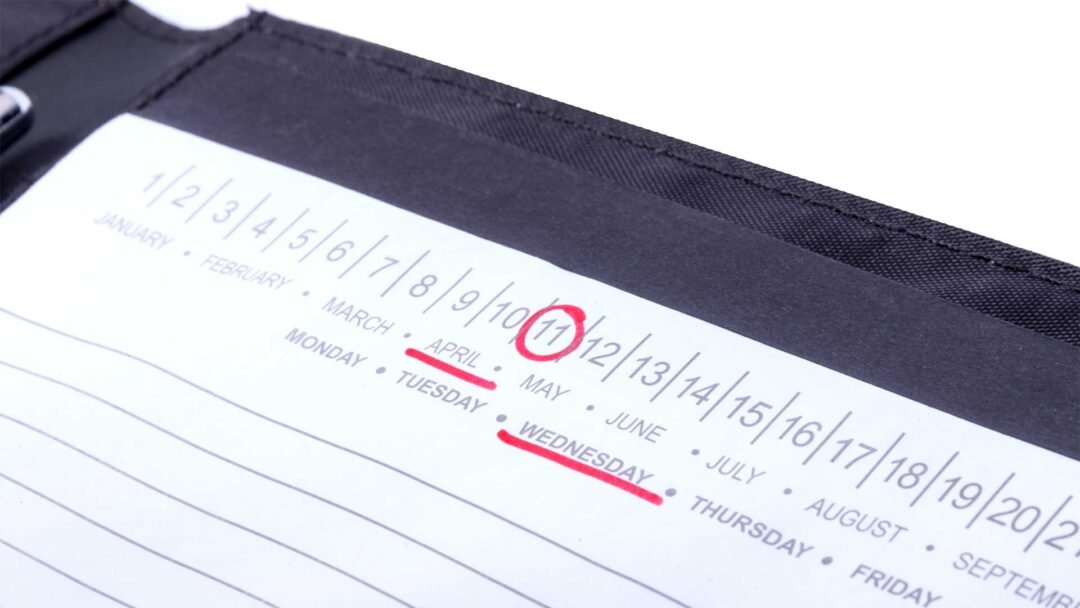 1/2/3/4/5/6/7/8/9/10/11/12/13/14/15/16/17/18/19/20/
JANUARY • FEBRUARY • MARCH • APRIL • MAY • JUNE • JULY • AUGUST •
MONDAY • TUESDAY • WEDNESDAY • THURSDAY • FRIDAY